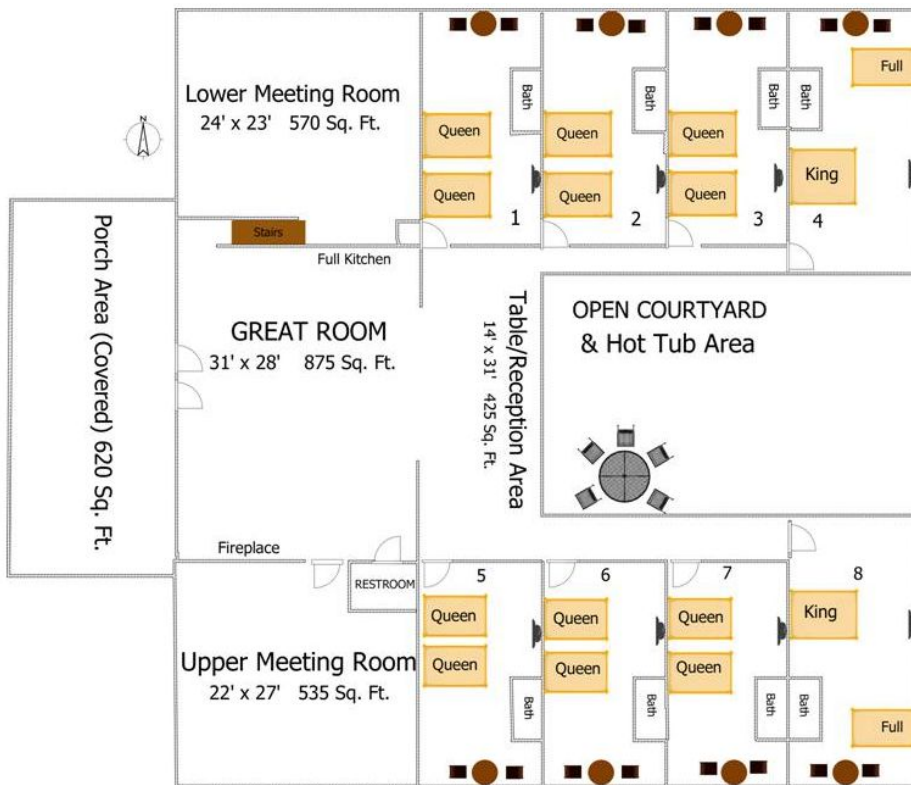 Lower Meeting Room
24' x 23' 570 Sq. Ft.
N
Bath
Bath
Bath
Bath
Full
Queen
Queen
Queen
King
Queen
Queen
Queen
1
2
3
4
Stairs
Full Kitchen
Porch Area (Covered) 620 Sq. Ft.
GREAT ROOM
31' x 28' 875 Sq. Ft.
Table/Reception Area
14' x 31' 425 Sq. Ft.
OPEN COURTYARD
& Hot Tub Area
Fireplace
RESTROOM
5
6
7
8
Queen
Queen
Queen
King
Queen
Queen
Queen
Upper Meeting Room
22' x 27' 535 Sq. Ft.
Bath
Bath
Bath
Bath
Full